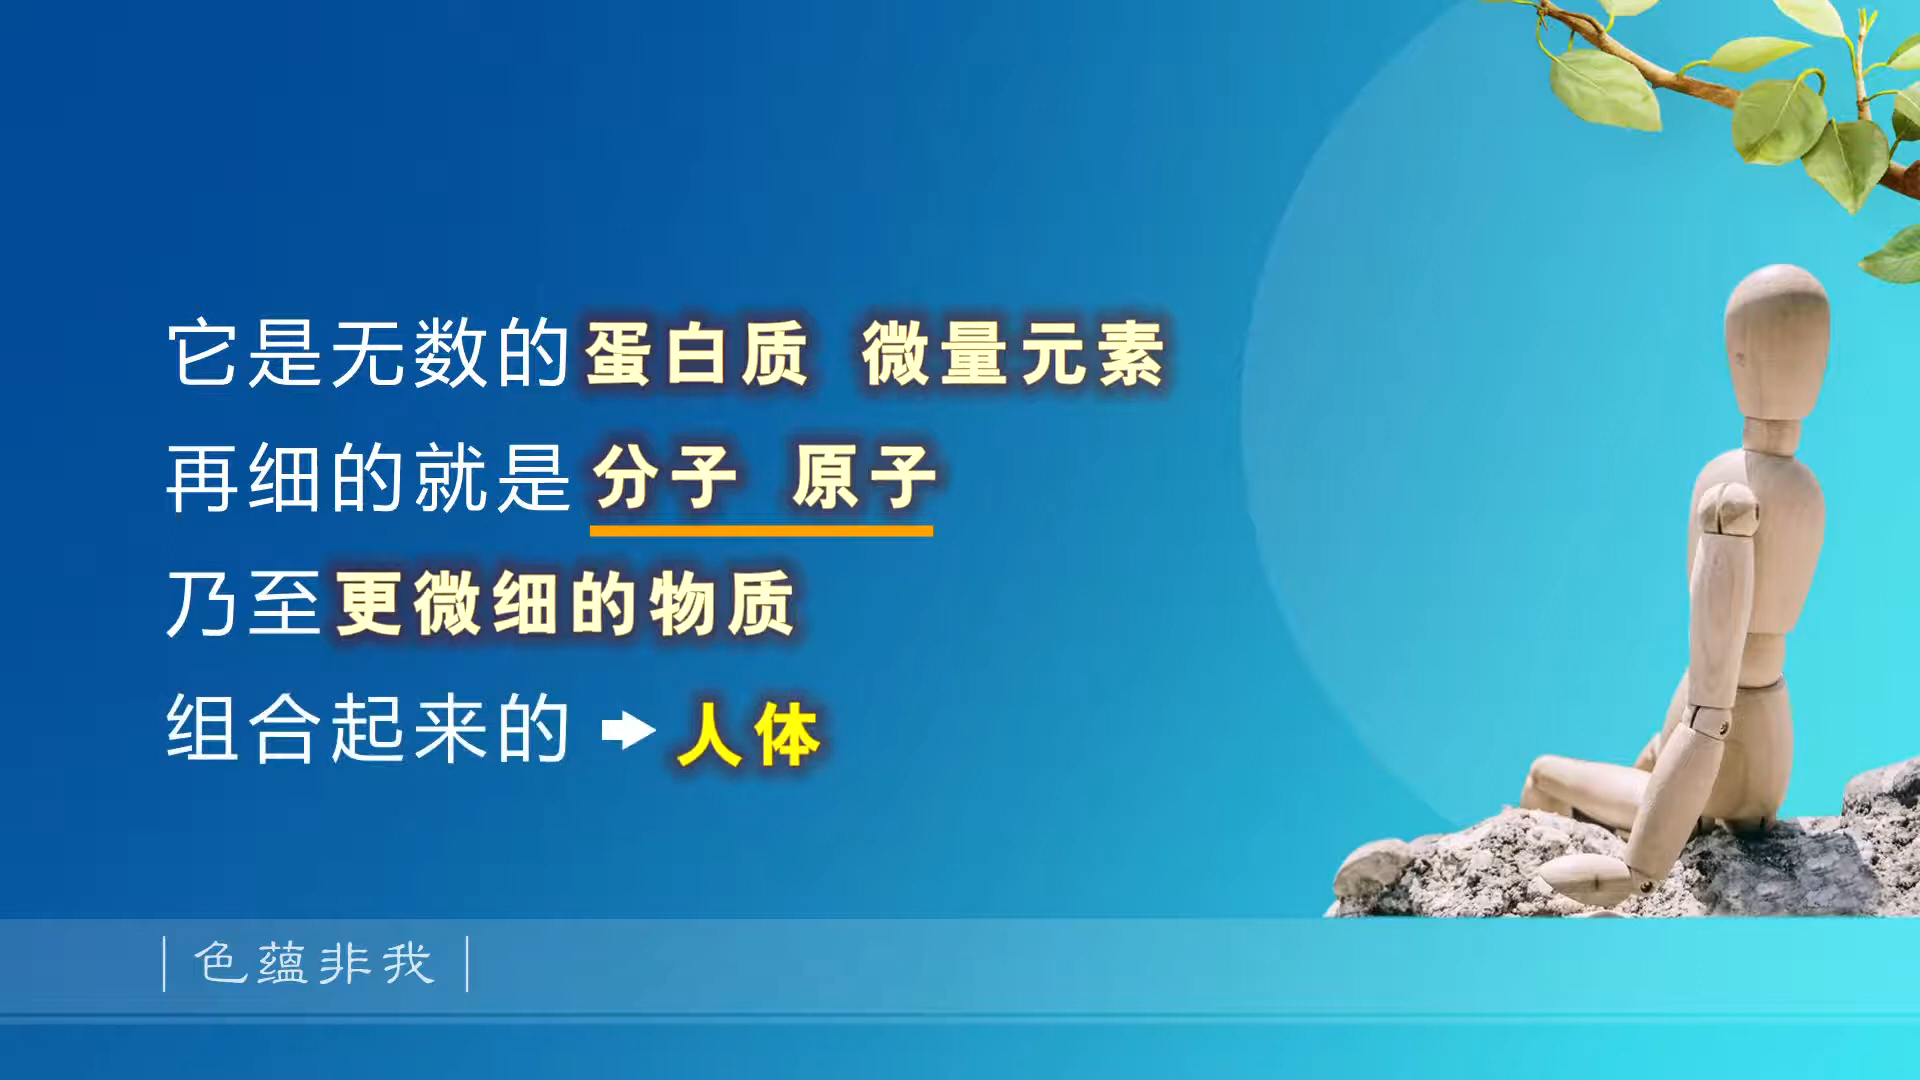 它是无数的蛋白质 微量元素
再细的就是 分子 原子
乃至更微细的物质
组合起来的 ➡ 人体
| 色蕴非我 |